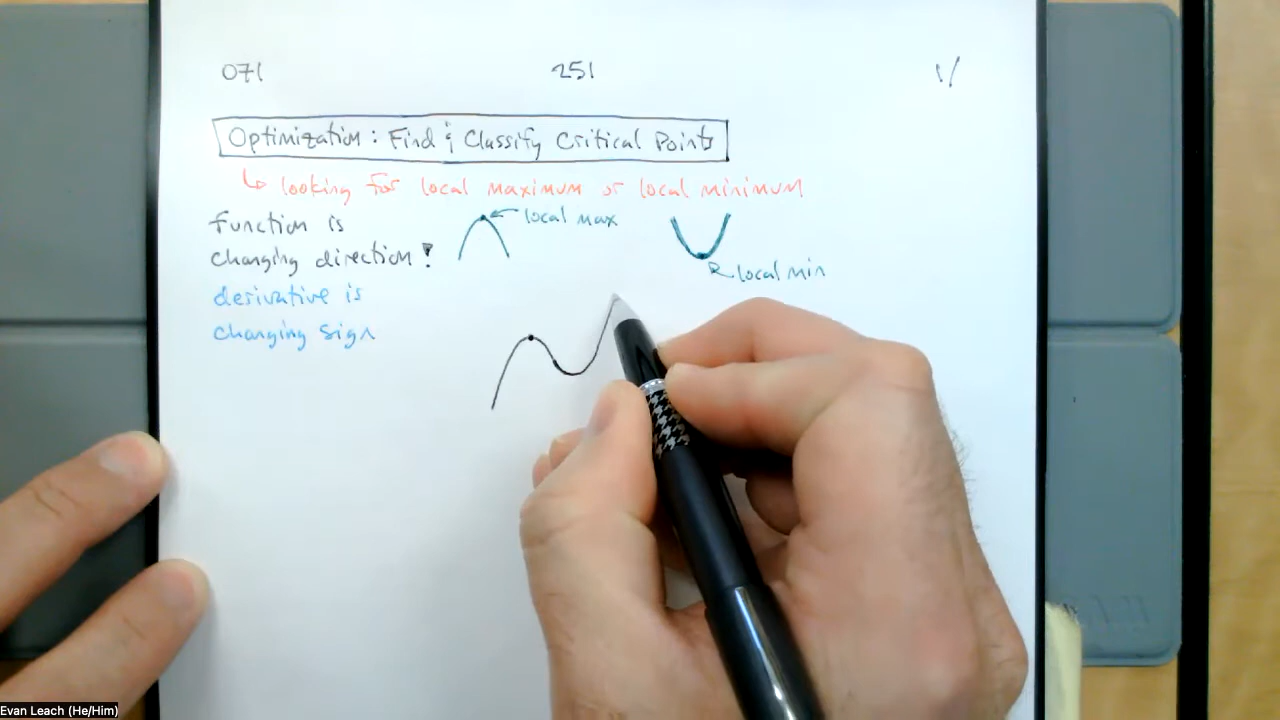 071 251 1/
Optimization: Find & Classify Critical Points
↳ looking for local maximum or local minimum
function is
changing direction!
local max
local min
derivative is
changing sign
Evan Leach (He/Him)